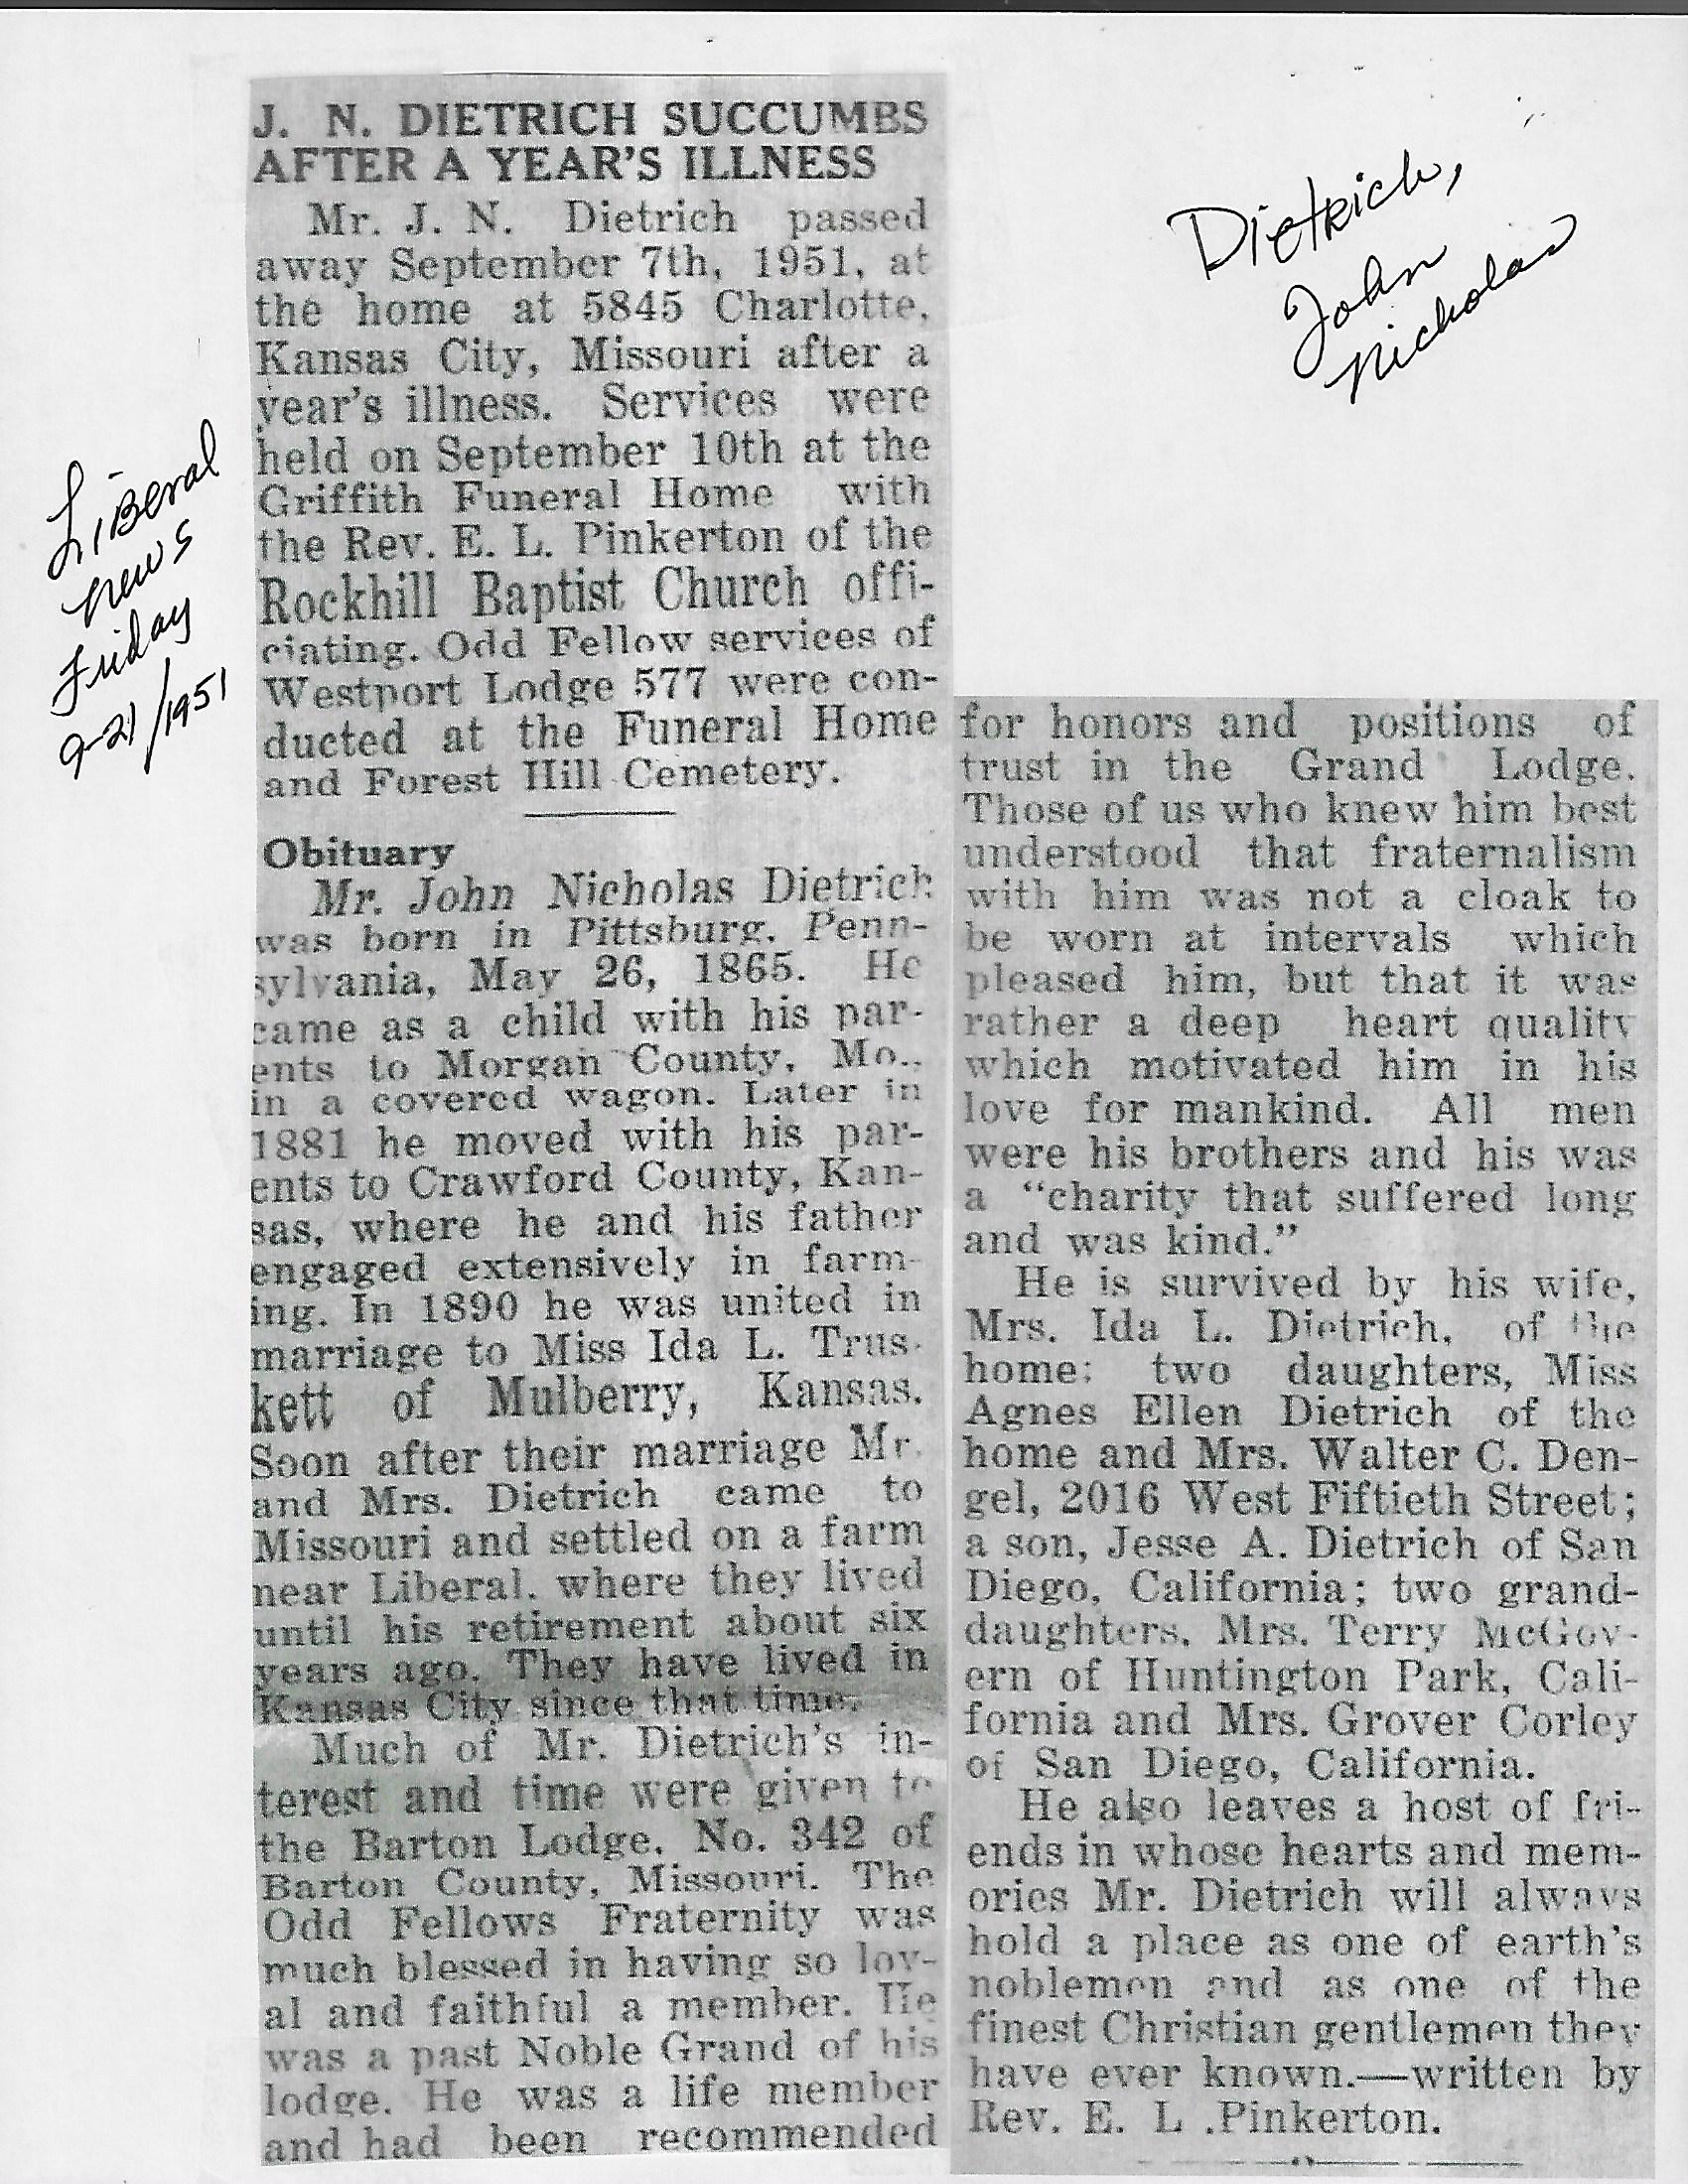 J. N. DIETRICH SUCCUMBS
AFTER A YEAR'S ILLNESS
Mr. J. N. Dietrich passed
away September 7th, 1951, at
the home at 5845 Charlotte,
Kansas City, Missouri after a
year's illness. Services were
held on September 10th at the
Griffith Funeral Home with
the Rev. E. L. Pinkerton of the
Rockhill Baptist Church offi-
ciating. Odd Fellow services of
Westport Lodge 577 were con-
ducted at the Funeral Home
and Forest Hill Cemetery.
Obituary
Mr. John Nicholas Dietrich
was born in Pittsburg, Penn-
sylvania, May 26, 1865. He
came as a child with his par-
ents to Morgan County, Mo.,
in a covered wagon. Later in
1881 he moved with his par-
ents to Crawford County, Kan-
sas, where he and his father
engaged extensively in farm-
ing. In 1890 he was united in
marriage to Miss Ida L. Trus-
kett of Mulberry, Kansas.
Soon after their marriage Mr.
and Mrs. Dietrich came to
Missouri and settled on a farm
near Liberal, where they lived
until his retirement about six
years ago. They have lived in
Kansas City since that time.
Much of Mr. Dietrich's in-
terest and time were given to
the Barton Lodge, No. 342 of
Barton County, Missouri. The
Odd Fellows Fraternity was
much blessed in having so loy-
al and faithful a member. He
was a past Noble Grand of his
lodge. He was a life member
and had been recommended
for honors and positions of
trust in the Grand Lodge.
Those of us who knew him best
understood that fraternalism
with him was not a cloak to
be worn at intervals which
pleased him, but that it was
rather a deep heart quality
which motivated him in his
love for mankind. All men
were his brothers and his was
a "charity that suffered long
and was kind."
He is survived by his wife,
Mrs. Ida L. Dietrich, of the
home; two daughters, Miss
Agnes Ellen Dietrich of the
home and Mrs. Walter C. Den-
gel, 2016 West Fiftieth Street;
a son, Jesse A. Dietrich of San
Diego, California; two grand-
daughters, Mrs. Terry McGov-
ern of Huntington Park, Cali-
fornia and Mrs. Grover Corley
of San Diego, California.
He also leaves a host of fri-
ends in whose hearts and mem-
ories Mr. Dietrich will always
hold a place as one of earth's
noblemen and as one of the
finest Christian gentlemen they
have ever known.—written by
Rev. E. L .Pinkerton.
Dietrich,
John
Nicholas
Liberal
News
Friday
9-21/1951